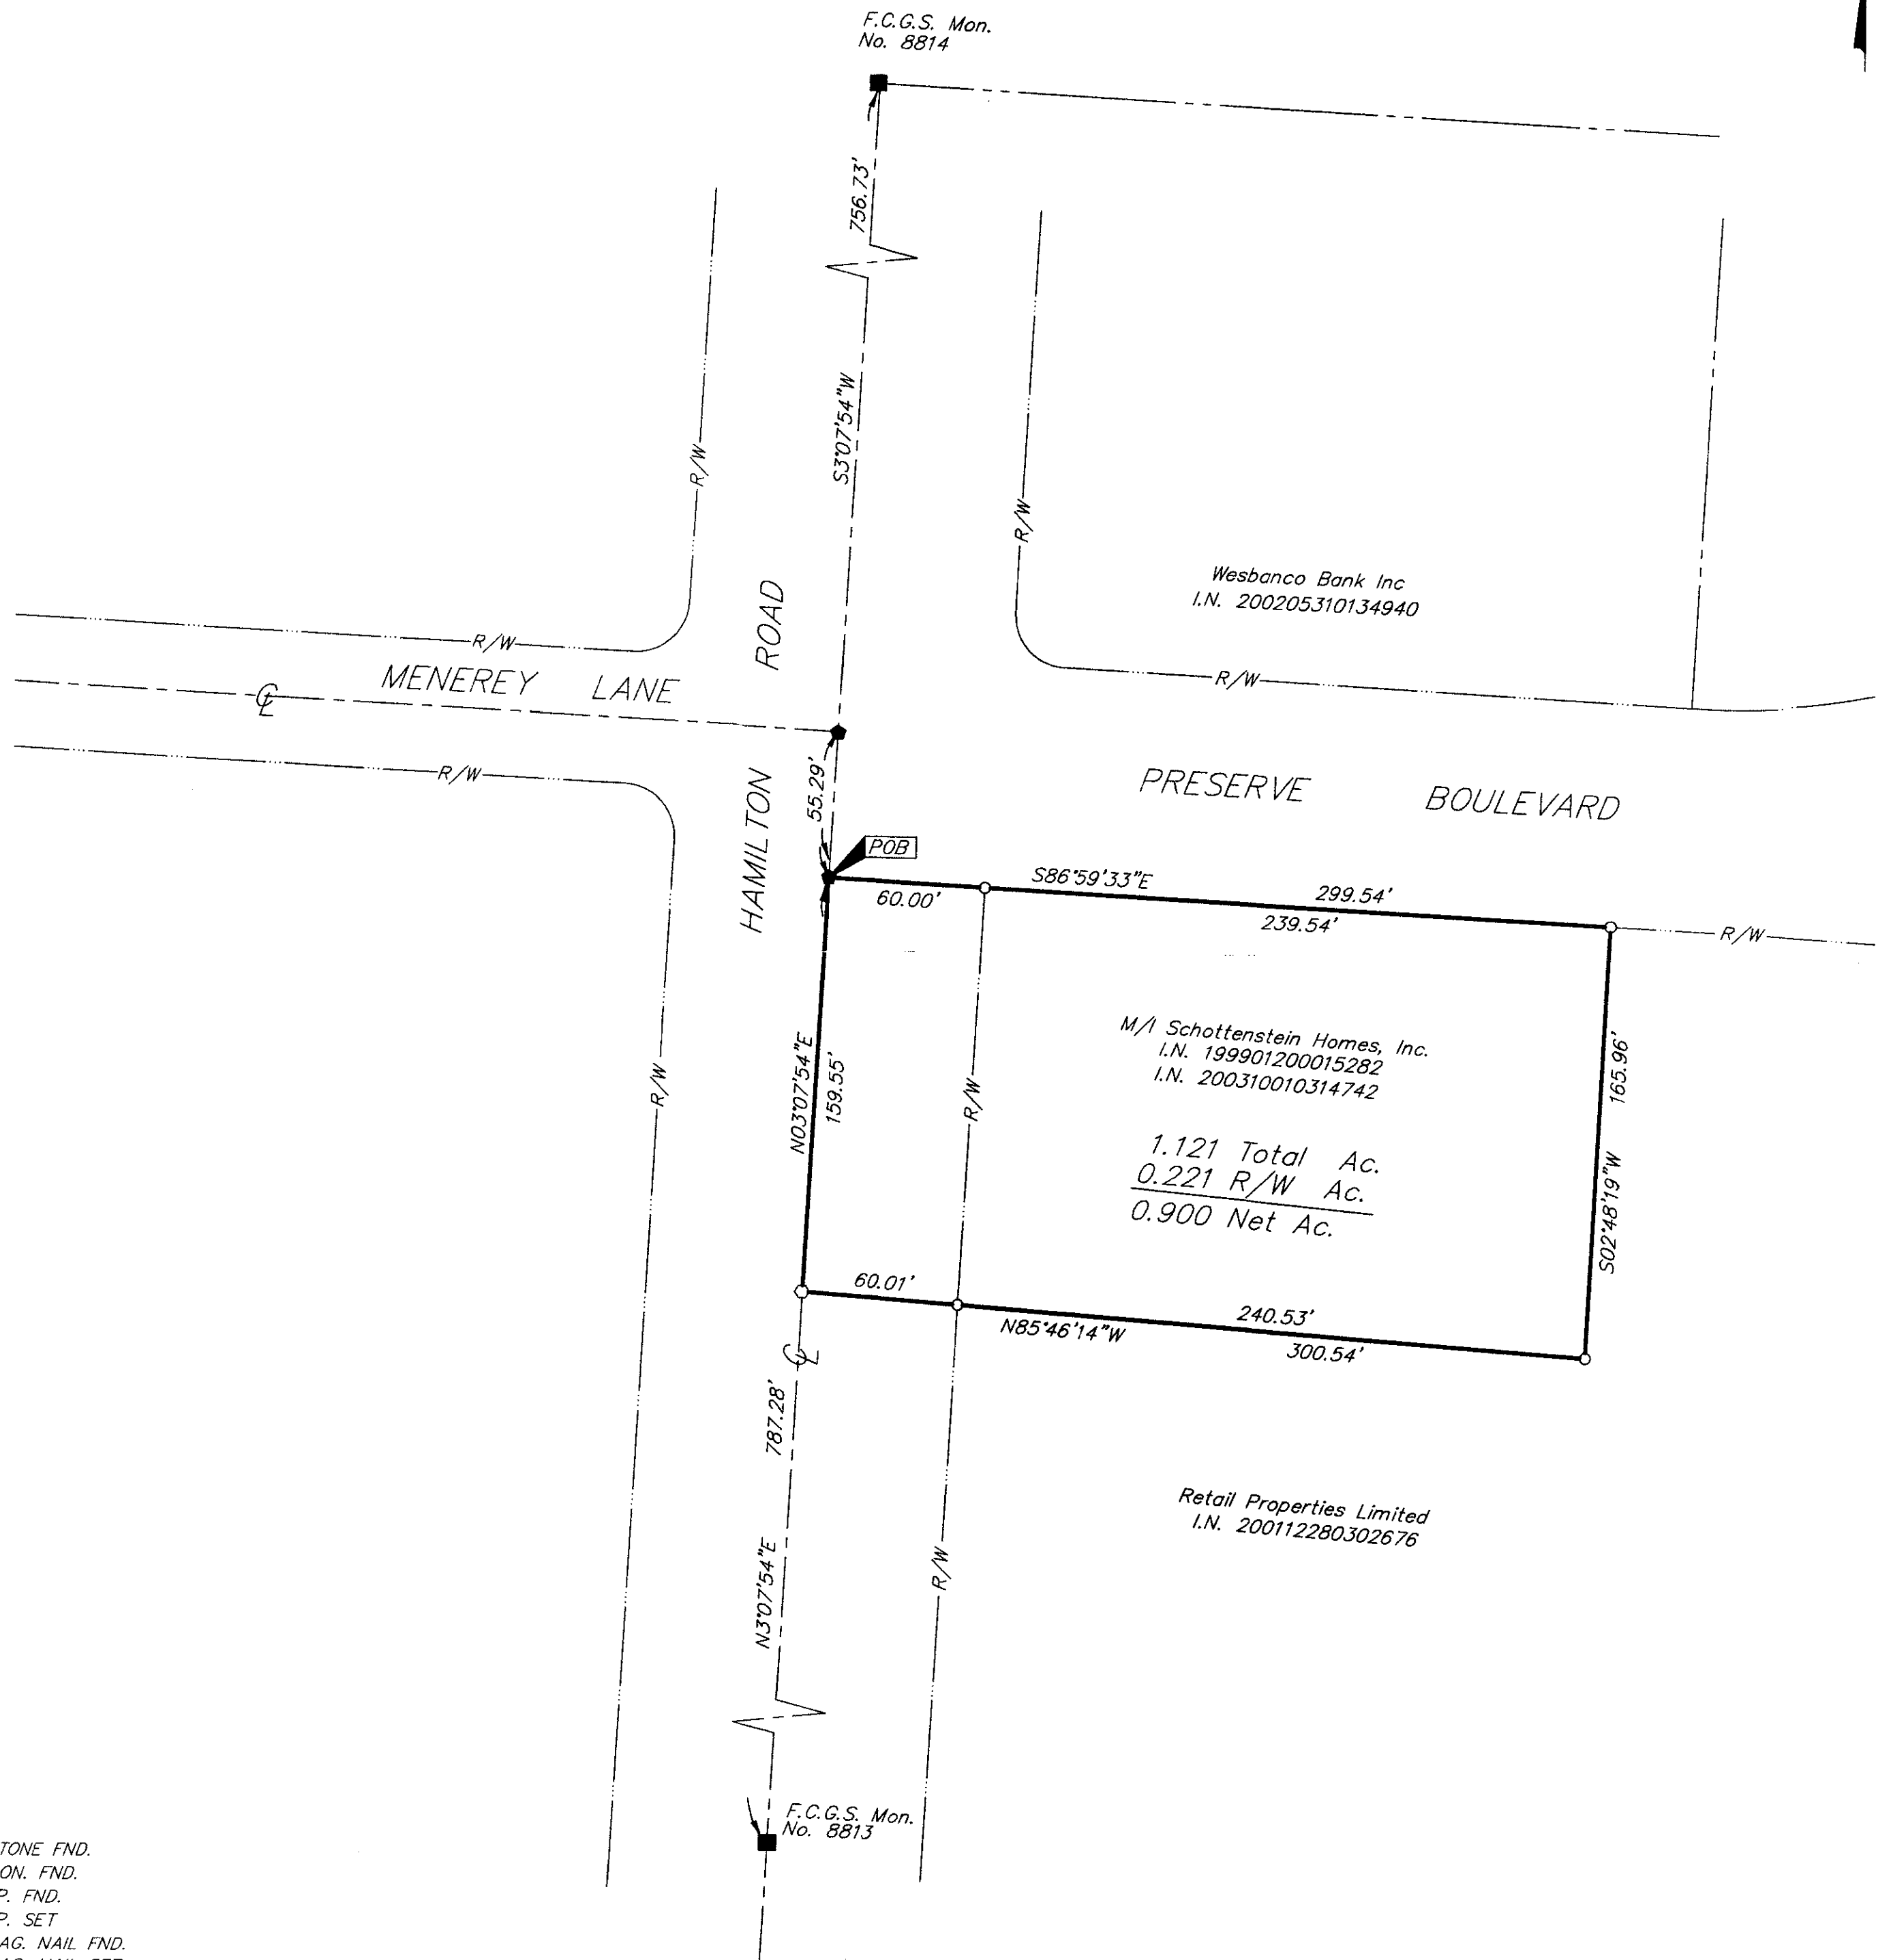 F.C.G.S. Mon.
No. 8814
756.73'
S3°07'54"W
R/W
R/W
Wesbanco Bank Inc
I.N. 200205310134940
ROAD
R/W
MENEREY LANE
R/W
℄
R/W
HAMILTON
55.29'
PRESERVE BOULEVARD
POB
S86°59'33"E
299.54'
60.00'
239.54'
R/W
M/I Schottenstein Homes, Inc.
I.N. 199901200015282
I.N. 200310010314742
N03°07'54"E
159.55'
R/W
R/W
165.96'
S02°48'19"W
1.121 Total Ac.
0.221 R/W Ac.
0.900 Net Ac.
60.01'
240.53'
N85°46'14"W
300.54'
℄
787.28'
N3°07'54"E
R/W
Retail Properties Limited
I.N. 200112280302676
F.C.G.S. Mon.
No. 8813
TONE FND.
ON. FND.
P. FND.
P. SET
AG. NAIL FND.